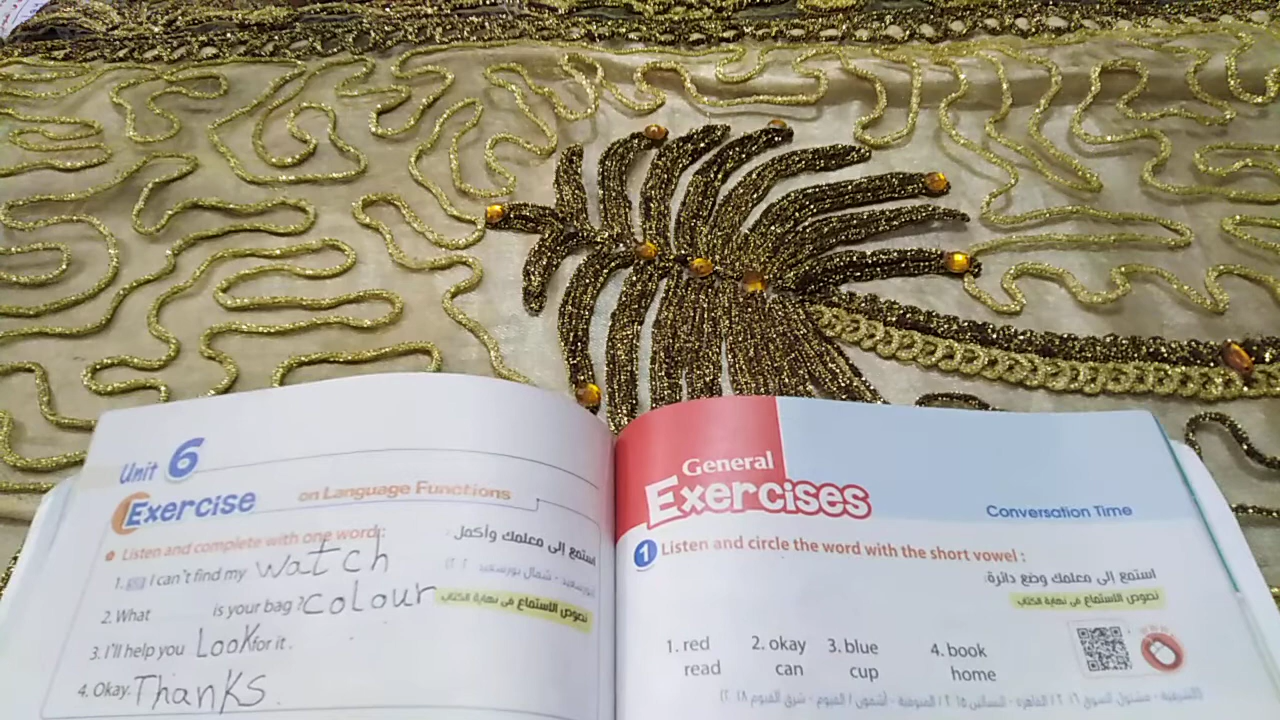 Unit 6
Exercise on Language Functions
Listen and complete with one word:
استمع إلى معلمك وأكمل :
1. I can't find my watch
2. What is your bag ? colour
نصوص الاستماع في نهاية الكتاب
3. I'll help you Look for it .
4. Okay. Thanks.
General
Exercises
Conversation Time
1 Listen and circle the word with the short vowel :
استمع إلى معلمك وضع دائرة:
نصوص الاستماع في نهاية الكتاب
1. red 2. okay 3. blue 4. book
read can cup home